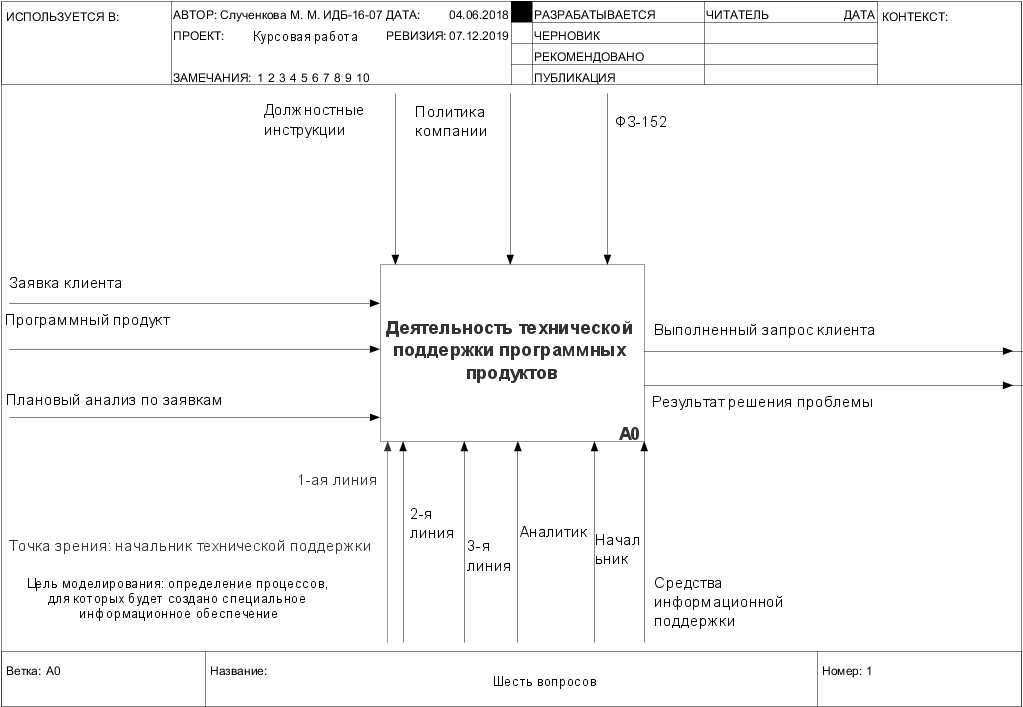 ИСПОЛЬЗУЕТСЯ В:
АВТОР: Слученкова М. М. ИДБ-16-07 ДАТА: 04.06.2018
ПРОЕКТ: Курсовая работа РЕВИЗИЯ: 07.12.2019
ЗАМЕЧАНИЯ: 1 2 3 4 5 6 7 8 9 10
РАЗРАБАТЫВАЕТСЯ
ЧЕРНОВИК
РЕКОМЕНДОВАНО
ПУБЛИКАЦИЯ
ЧИТАТЕЛЬ ДАТА
КОНТЕКСТ:
Должностные
инструкции
Политика
компании
ФЗ-152
Заявка клиента
Программный продукт
Плановый анализ по заявкам
Деятельность технической
поддержки программных
продуктов
A0
Выполненный запрос клиента
Результат решения проблемы
1-ая линия
2-я
линия
3-я
линия
Аналитик
Начал
ьник
Средства
информационной
поддержки
Точка зрения: начальник технической поддержки
Цель моделирования: определение процессов,
для которых будет создано специальное
информационное обеспечение
Ветка: A0
Название:
Шесть вопросов
Номер: 1